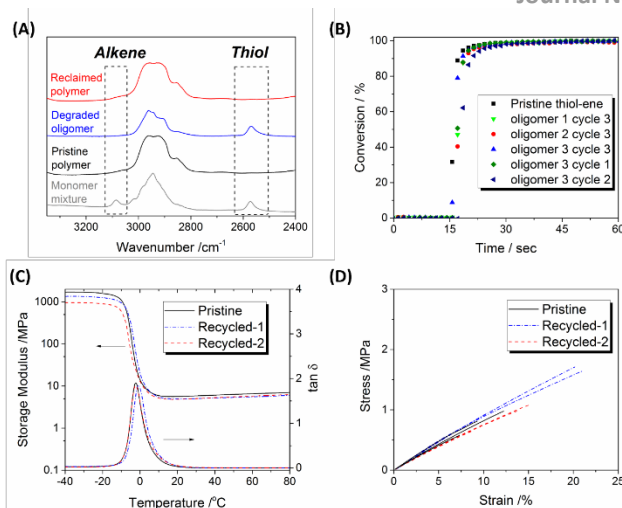 Journal N
(A)
Alkene
Thiol
Reclaimed
polymer
Degraded
oligomer
Pristine
polymer
Monomer
mixture
3200
3000
2800
2600
2400
Wavenumber /cm⁻¹
(B)
Conversion / %
100
80
60
40
20
0
Pristine thiol-ene
oligomer 1 cycle 3
oligomer 2 cycle 3
oligomer 3 cycle 3
oligomer 3 cycle 1
oligomer 3 cycle 2
0
15
30
45
60
Time / sec
(C)
Storage Modulus /MPa
1000
100
10
1
0.1
Pristine
Recycled-1
Recycled-2
4
3
2
1
0
tan δ
-40
-20
0
20
40
60
80
Temperature /°C
(D)
Stress /MPa
3
2
1
0
Pristine
Recycled-1
Recycled-2
0
5
10
15
20
25
Strain /%